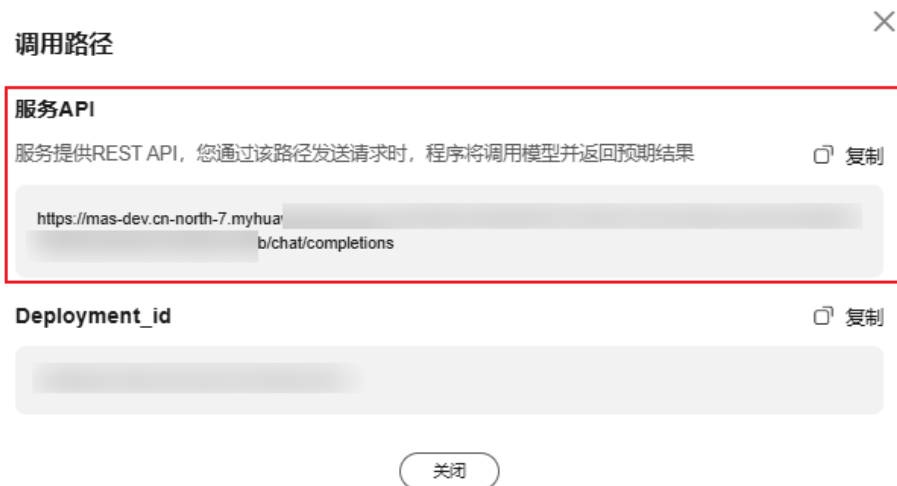 调用路径
服务API
服务提供REST API，您通过该路径发送请求时，程序将调用模型并返回预期结果
复制
https://mas-dev.cn-north-7.myhua
b/chat/completions
Deployment_id
复制
关闭